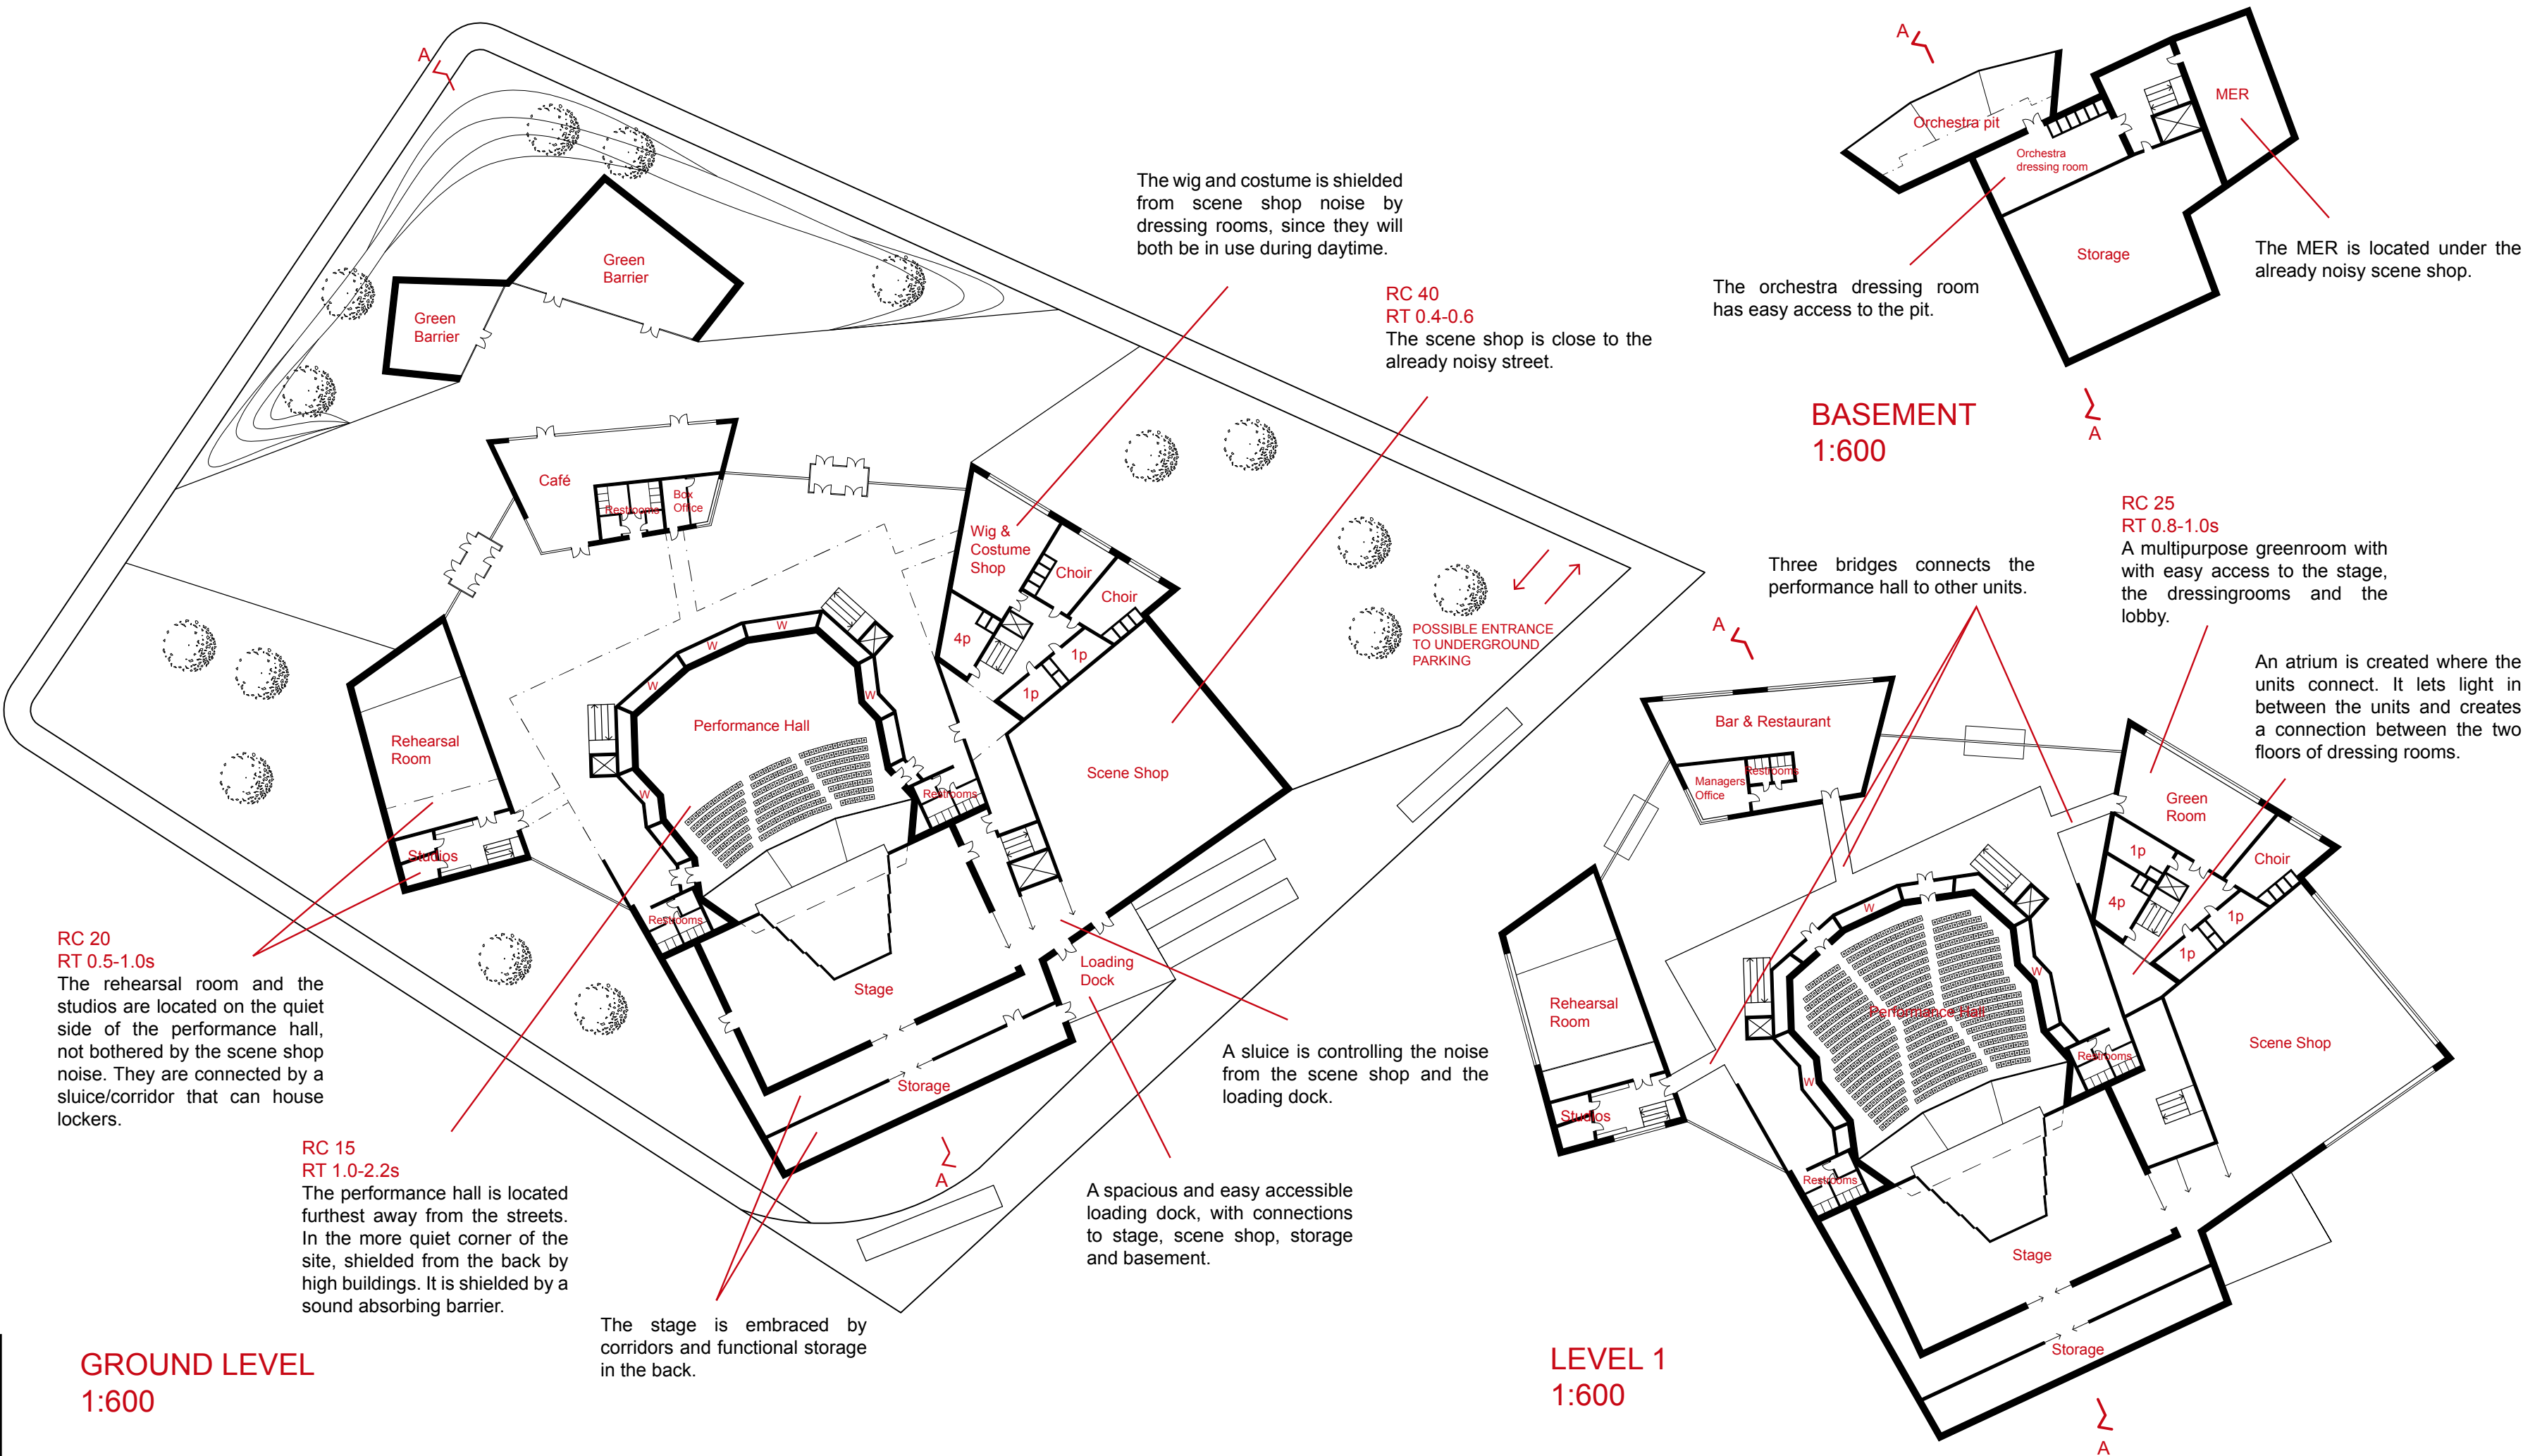 A
Green
Barrier
Green
Barrier
The wig and costume is shielded
from scene shop noise by
dressing rooms, since they will
both be in use during daytime.
RC 40
RT 0.4-0.6
The scene shop is close to the
already noisy street.
Café
Restrooms
Box
Office
Wig &
Costume
Shop
Choir
Choir
4p
1p
1p
POSSIBLE ENTRANCE
TO UNDERGROUND
PARKING
W
W
W
W
W
Performance Hall
Rehearsal
Room
Studios
Scene Shop
Restrooms
Restrooms
Stage
Loading
Dock
Storage
A
RC 20
RT 0.5-1.0s
The rehearsal room and the
studios are located on the quiet
side of the performance hall,
not bothered by the scene shop
noise. They are connected by a
sluice/corridor that can house
lockers.
RC 15
RT 1.0-2.2s
The performance hall is located
furthest away from the streets.
In the more quiet corner of the
site, shielded from the back by
high buildings. It is shielded by a
sound absorbing barrier.
The stage is embraced by
corridors and functional storage
in the back.
A sluice is controlling the noise
from the scene shop and the
loading dock.
A spacious and easy accessible
loading dock, with connections
to stage, scene shop, storage
and basement.
GROUND LEVEL
1:600
A
Orchestra pit
Orchestra
dressing room
MER
Storage
The orchestra dressing room
has easy access to the pit.
The MER is located under the
already noisy scene shop.
A
BASEMENT
1:600
RC 25
RT 0.8-1.0s
A multipurpose greenroom with
with easy access to the stage,
the dressingrooms and the
lobby.
Three bridges connects the
performance hall to other units.
An atrium is created where the
units connect. It lets light in
between the units and creates
a connection between the two
floors of dressing rooms.
A
Bar & Restaurant
Managers
Office
Restrooms
Green
Room
1p
Choir
4p
1p
1p
W
W
W
Performance Hall
Rehearsal
Room
Studios
Scene Shop
Restrooms
Restrooms
Stage
Storage
A
LEVEL 1
1:600